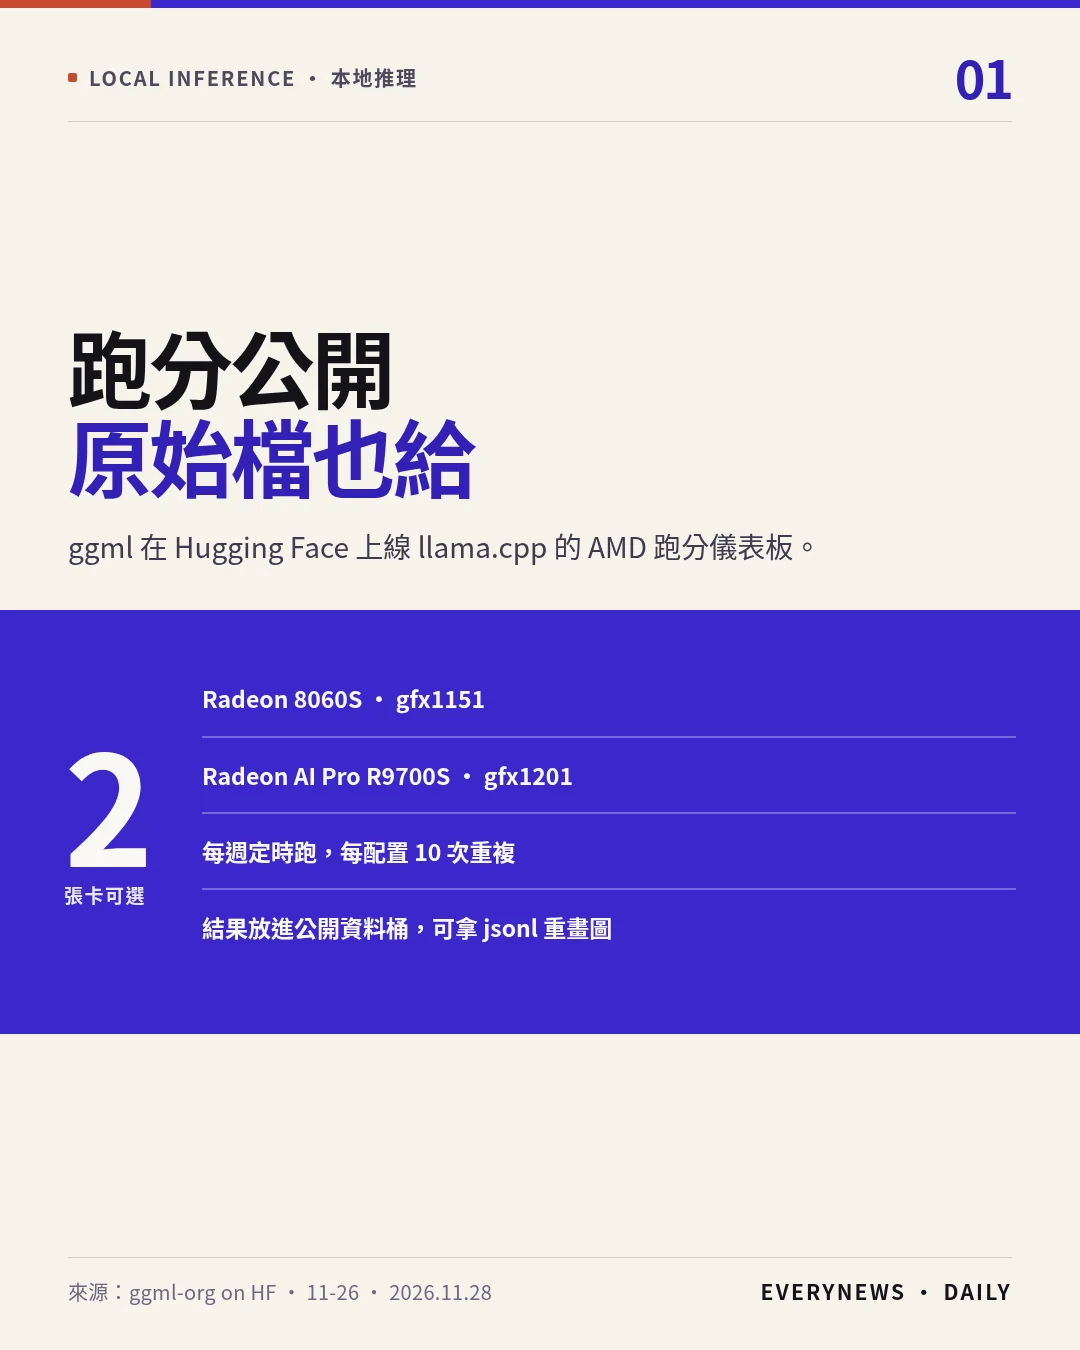 LOCAL INFERENCE • 本地推理
01
跑分公開
原始檔也給
ggml 在 Hugging Face 上線 llama.cpp 的 AMD 跑分儀表板。
2
張卡可選
Radeon 8060S • gfx1151
Radeon AI Pro R9700S • gfx1201
每週定時跑，每配置 10 次重複
結果放進公開資料桶，可拿 jsonl 重畫圖
來源：ggml-org on HF • 11-26 • 2026.11.28
EVERYNEWS • DAILY